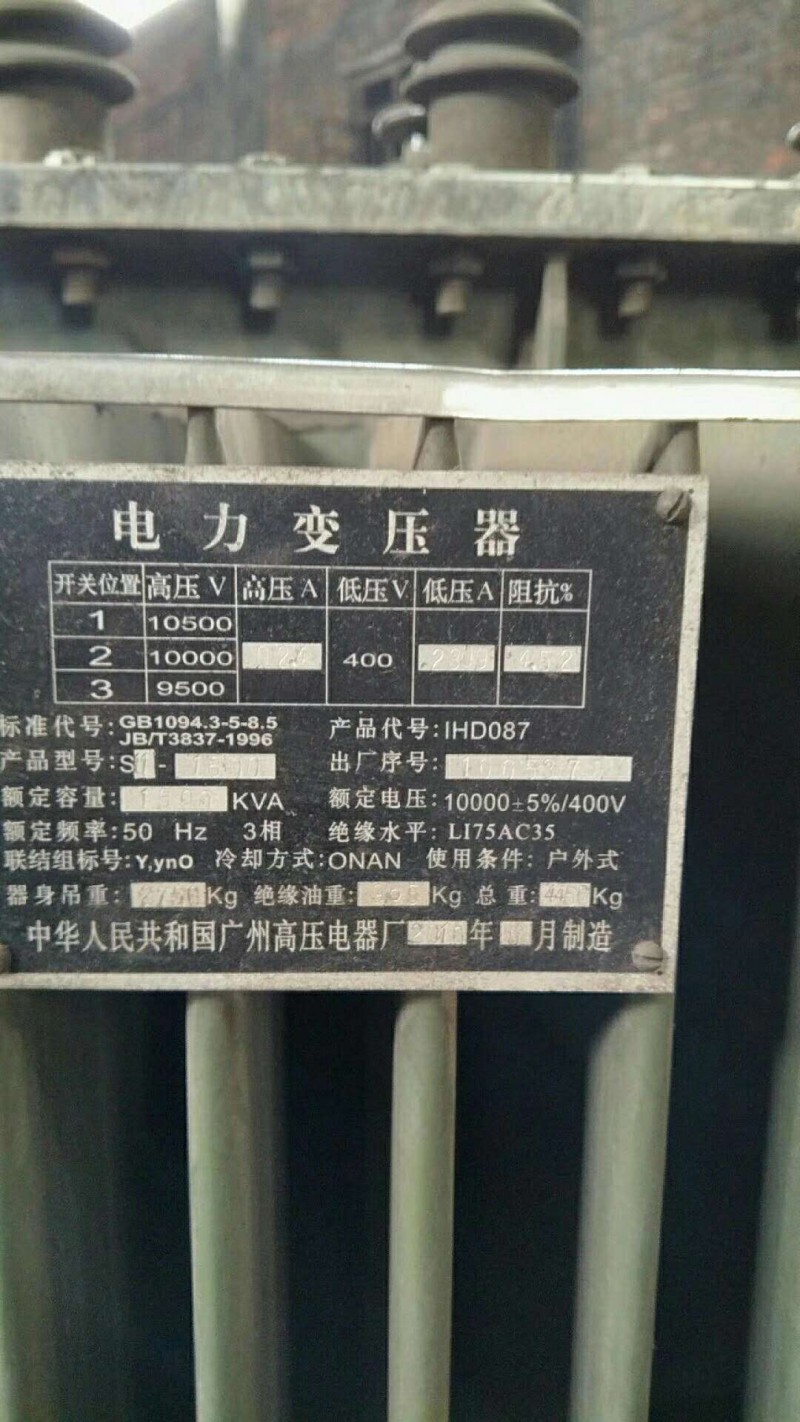 电力变压器
开关位置 高压V 高压A 低压V 低压A 阻抗%
1 10500
2 10000 400
3 9500
标准代号:GB1094.3-5-8.5 产品代号:IHD087
JB/T3837-1996
产品型号:S - 出厂序号:
额定容量: KVA 额定电压:10000±5%/400V
额定频率:50 Hz 3相 绝缘水平:LI75AC35
联结组标号:Y,yn0 冷却方式:ONAN 使用条件:户外式
器身吊重: Kg 绝缘油重: Kg 总重: Kg
中华人民共和国广州高压电器厂 年 月制造